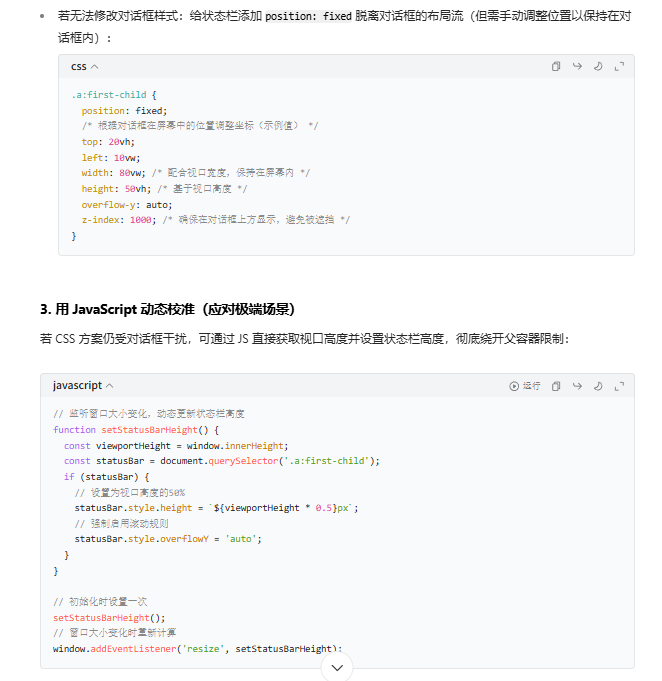 • 若无法修改对话框样式：给状态栏添加 position: fixed 脱离对话框的布局流（但需手动调整位置以保持在对
话框内）：
css
.a:first-child {
  position: fixed;
  /* 根据对话框在屏幕中的位置调整坐标（示例值） */
  top: 20vh;
  left: 10vw;
  width: 80vw; /* 配合视口宽度，保持在屏幕内 */
  height: 50vh; /* 基于视口高度 */
  overflow-y: auto;
  z-index: 1000; /* 确保在对话框上方显示，避免被遮挡 */
}
3. 用 JavaScript 动态校准（应对极端场景）
若 CSS 方案仍受对话框干扰，可通过 JS 直接获取视口高度并设置状态栏高度，彻底绕开父容器限制：
javascript 运行
// 监听窗口大小变化，动态更新状态栏高度
function setStatusBarHeight() {
  const viewportHeight = window.innerHeight;
  const statusBar = document.querySelector('.a:first-child');
  if (statusBar) {
    // 设置为视口高度的50%
    statusBar.style.height = `${viewportHeight * 0.5}px`;
    // 强制启用滚动规则
    statusBar.style.overflowY = 'auto';
  }
}
// 初始化时设置一次
setStatusBarHeight();
// 窗口大小变化时重新计算
window.addEventListener('resize', setStatusBarHeight);